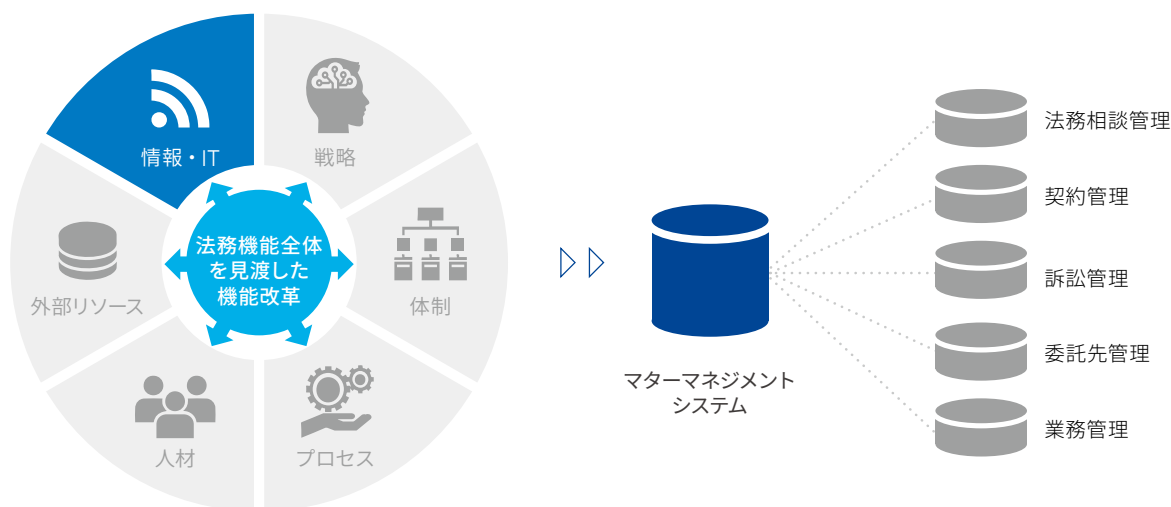 情報・IT
戦略
外部リソース
法務機能全体
を見渡した
機能改革
体制
人材
プロセス
マターマネジメント
システム
法務相談管理
契約管理
訴訟管理
委託先管理
業務管理